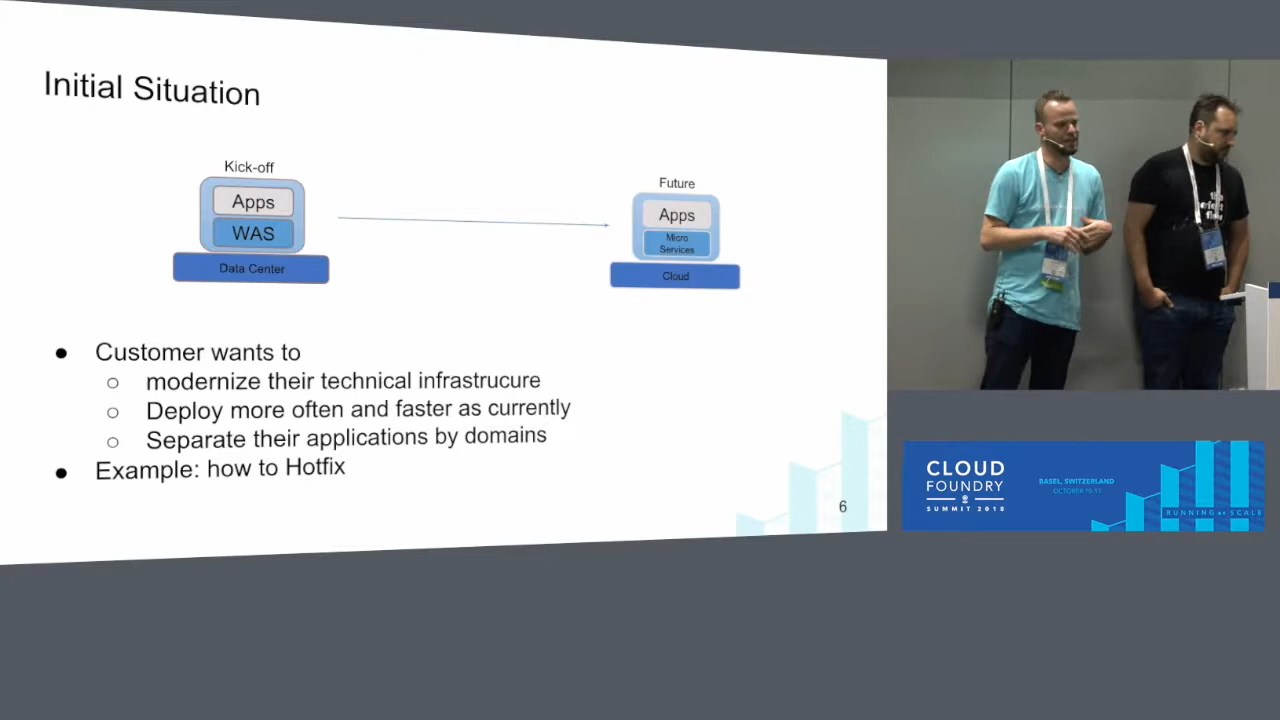 Initial Situation
Kick-off
Apps
WAS
Data Center
Future
Apps
Micro
Services
Cloud
● Customer wants to
○ modernize their technical infrastrucure
○ Deploy more often and faster as currently
○ Separate their applications by domains
● Example: how to Hotfix
6
CLOUD
FOUNDRY
SUMMIT 2018
BASEL, SWITZERLAND
OCTOBER 10-11
RUNNING AT SCALE